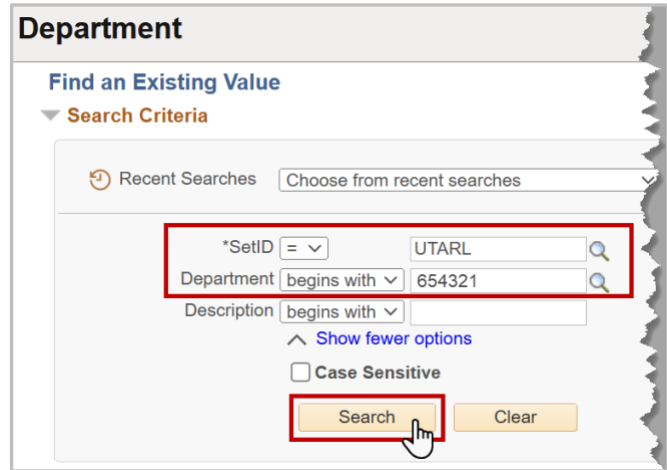 Department
Find an Existing Value
Search Criteria
Recent Searches Choose from recent searches
*SetID = UTARL
Department begins with 654321
Description begins with
Show fewer options
Case Sensitive
Search Clear